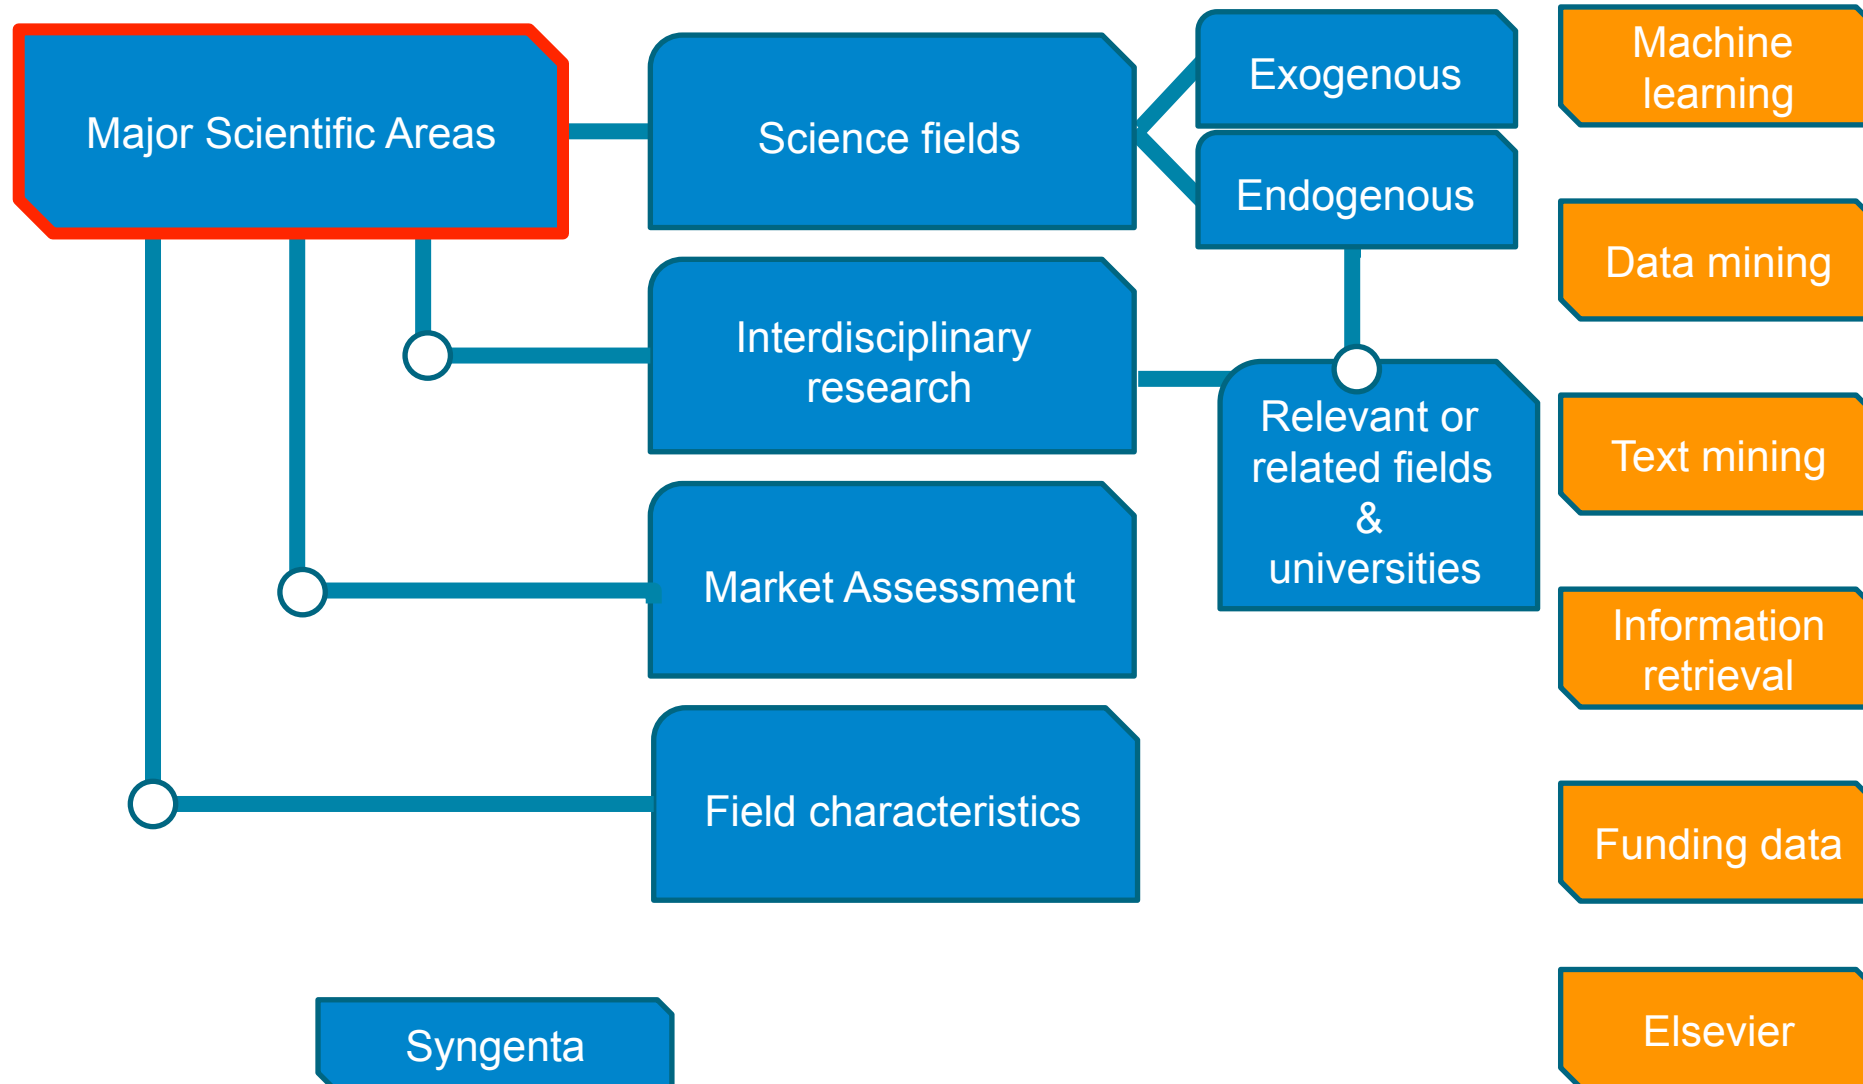 Major Scientific Areas
Science fields
Exogenous
Endogenous
Interdisciplinary
research
Relevant or
related fields
&
universities
Market Assessment
Field characteristics
Syngenta
Machine
learning
Data mining
Text mining
Information
retrieval
Funding data
Elsevier